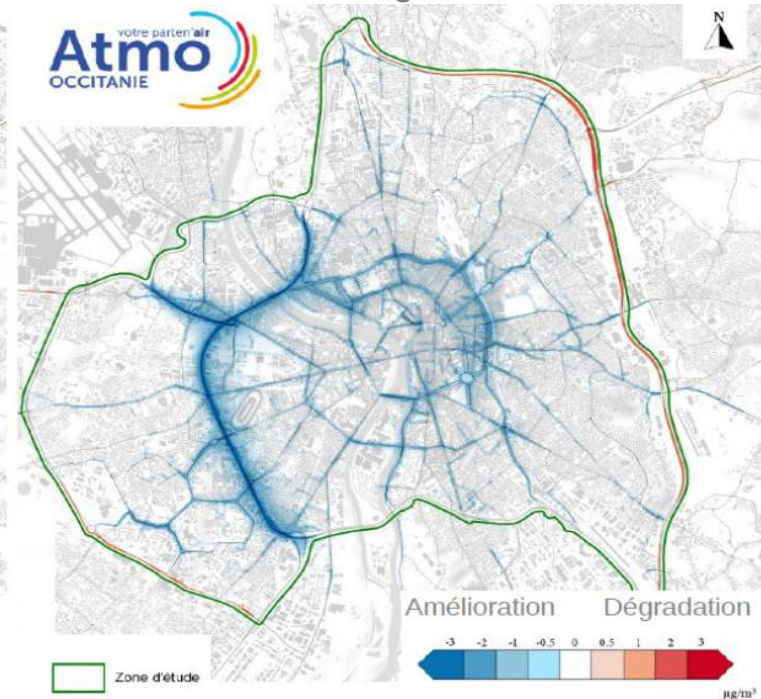 votre parten'air
Atmo
OCCITANIE
N
Amélioration Dégradation
-3 -2 -1 -0.5 0 0.5 1 2 3
µg/m³
Zone d'étude